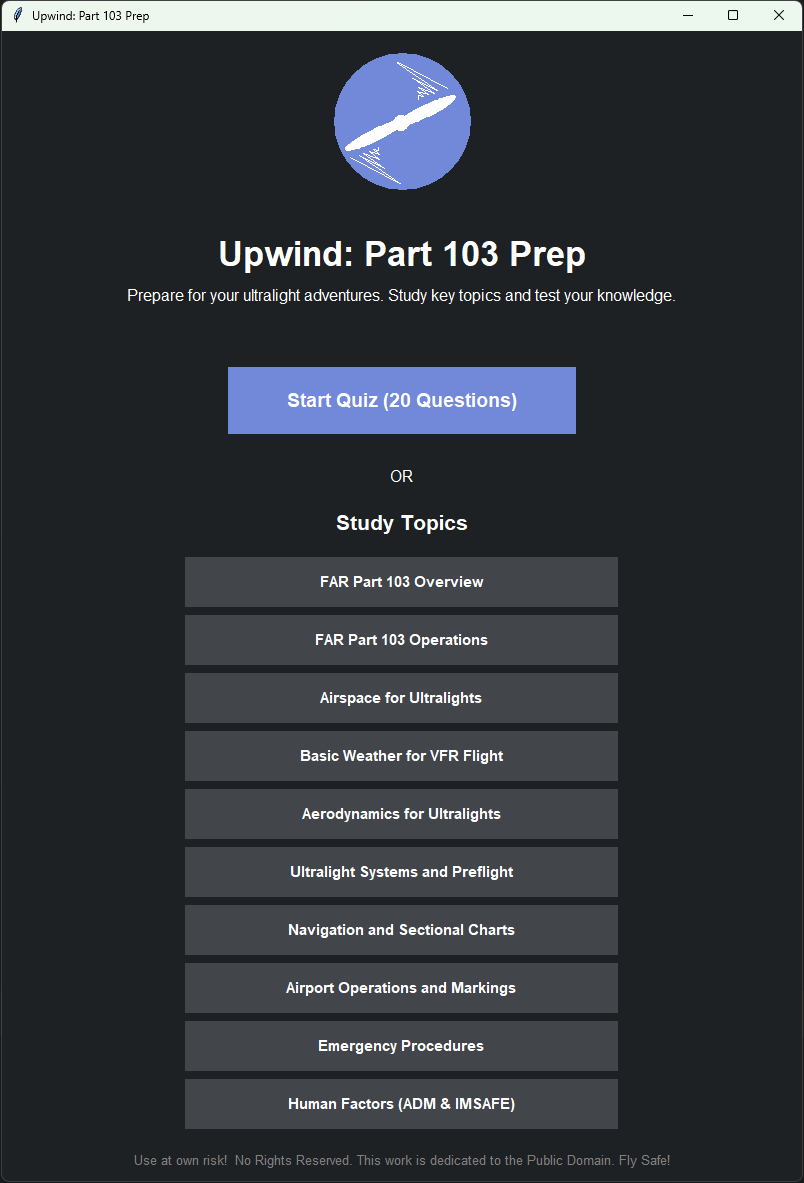 Upwind: Part 103 Prep
Upwind: Part 103 Prep
Prepare for your ultralight adventures. Study key topics and test your knowledge.
Start Quiz (20 Questions)
OR
Study Topics
FAR Part 103 Overview
FAR Part 103 Operations
Airspace for Ultralights
Basic Weather for VFR Flight
Aerodynamics for Ultralights
Ultralight Systems and Preflight
Navigation and Sectional Charts
Airport Operations and Markings
Emergency Procedures
Human Factors (ADM & IMSAFE)
Use at own risk!  No Rights Reserved. This work is dedicated to the Public Domain. Fly Safe!